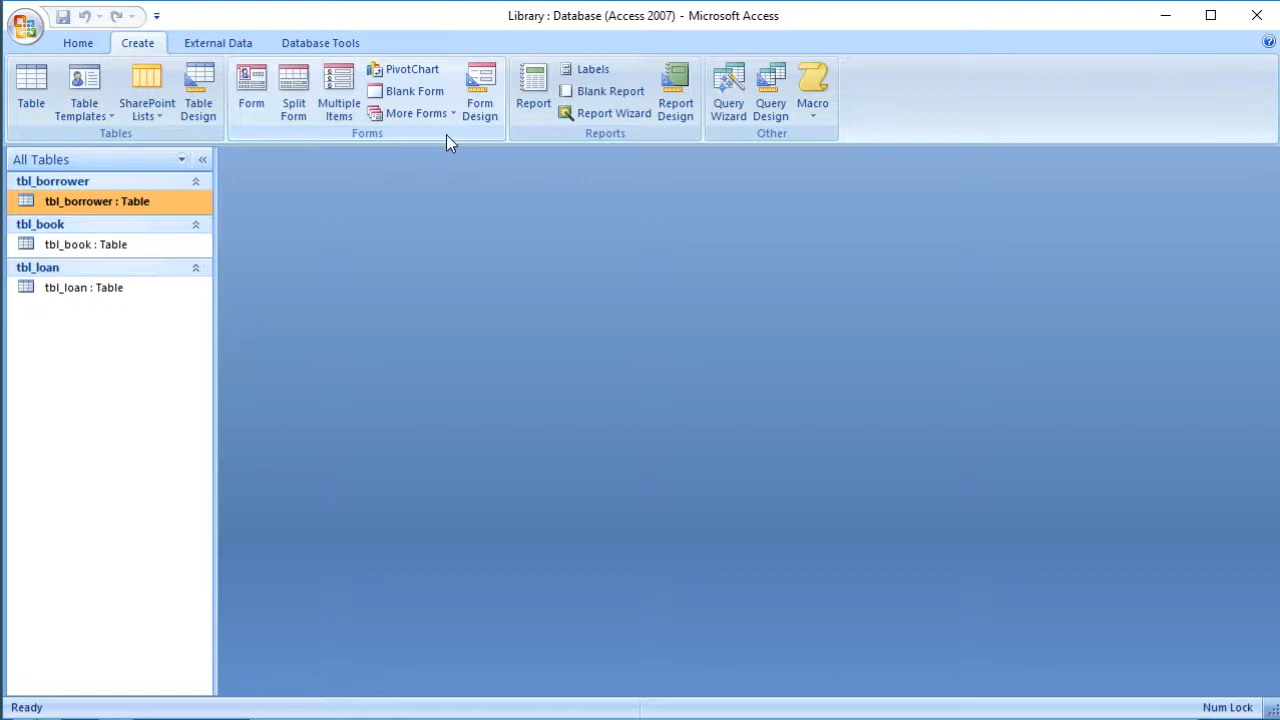 Library : Database (Access 2007) - Microsoft Access
Home Create External Data Database Tools
Table
Table Templates
SharePoint Lists
Table Design
Tables
Form
Split Form
Multiple Items
PivotChart
Blank Form
More Forms
Form Design
Forms
Report
Labels
Blank Report
Report Wizard
Report Design
Reports
Query Wizard
Query Design
Macro
Other
All Tables
tbl_borrower
tbl_borrower : Table
tbl_book
tbl_book : Table
tbl_loan
tbl_loan : Table
Ready
Num Lock